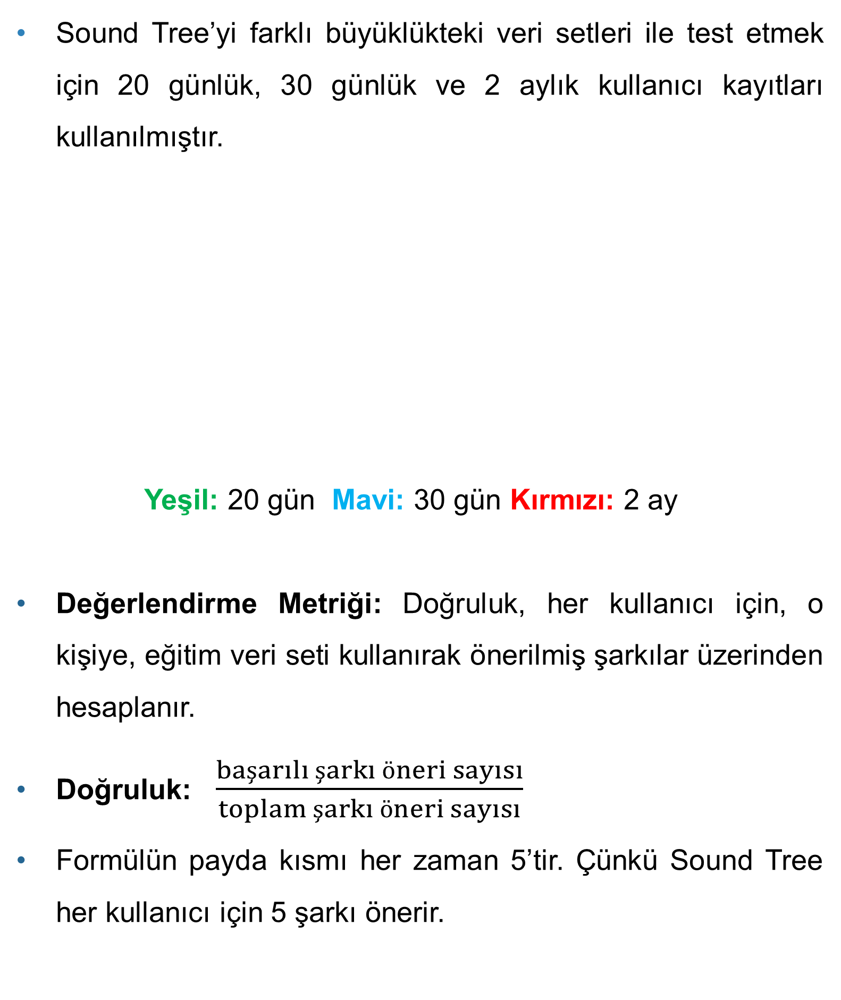 • Sound Tree’yi farklı büyüklükteki veri setleri ile test etmek
için 20 günlük, 30 günlük ve 2 aylık kullanıcı kayıtları
kullanılmıştır.
Yeşil: 20 gün Mavi: 30 gün Kırmızı: 2 ay
• Değerlendirme Metriği: Doğruluk, her kullanıcı için, o
kişiye, eğitim veri seti kullanırak önerilmiş şarkılar üzerinden
hesaplanır.
başarılı şarkı öneri sayısı
• Doğruluk:
toplam şarkı öneri sayısı
• Formülün payda kısmı her zaman 5’tir. Çünkü Sound Tree
her kullanıcı için 5 şarkı önerir.